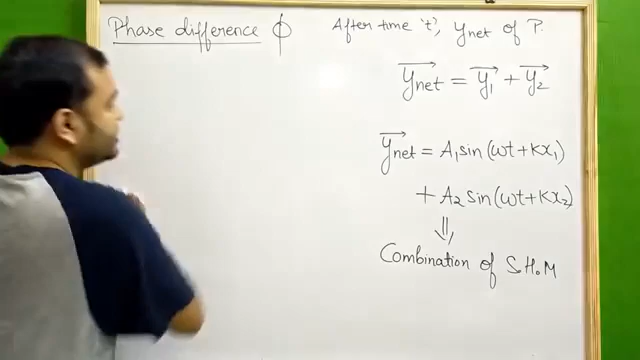 Phase difference ϕ
After time 't', ynet of P.
ynet = y1 + y2
ynet = A1 sin(ωt + Kx1)
+ A2 sin(ωt + Kx2)
⇓
Combination of S.H.M